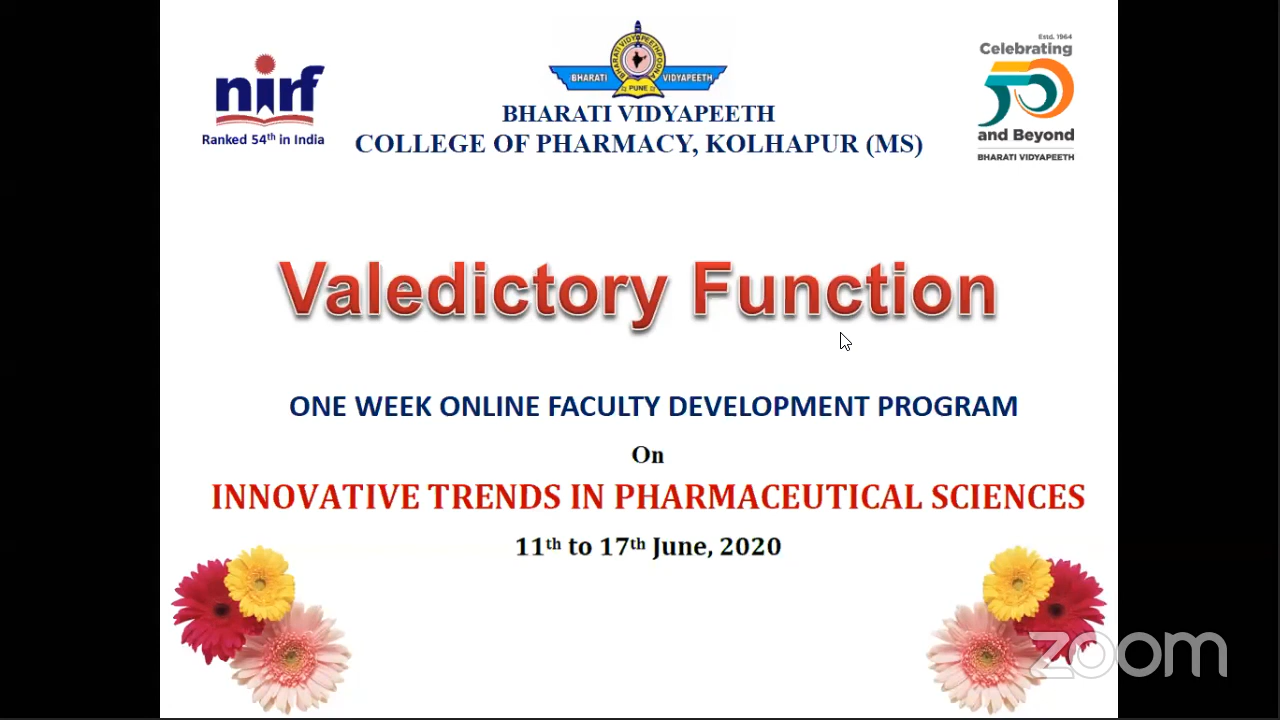 nirf
Ranked 54th in India
BHARATI VIDYAPEETH
PUNE
BHARATI VIDYAPEETH
COLLEGE OF PHARMACY, KOLHAPUR (MS)
Estd. 1964
Celebrating
50
and Beyond
BHARATI VIDYAPEETH
Valedictory Function
ONE WEEK ONLINE FACULTY DEVELOPMENT PROGRAM
On
INNOVATIVE TRENDS IN PHARMACEUTICAL SCIENCES
11th to 17th June, 2020
zoom